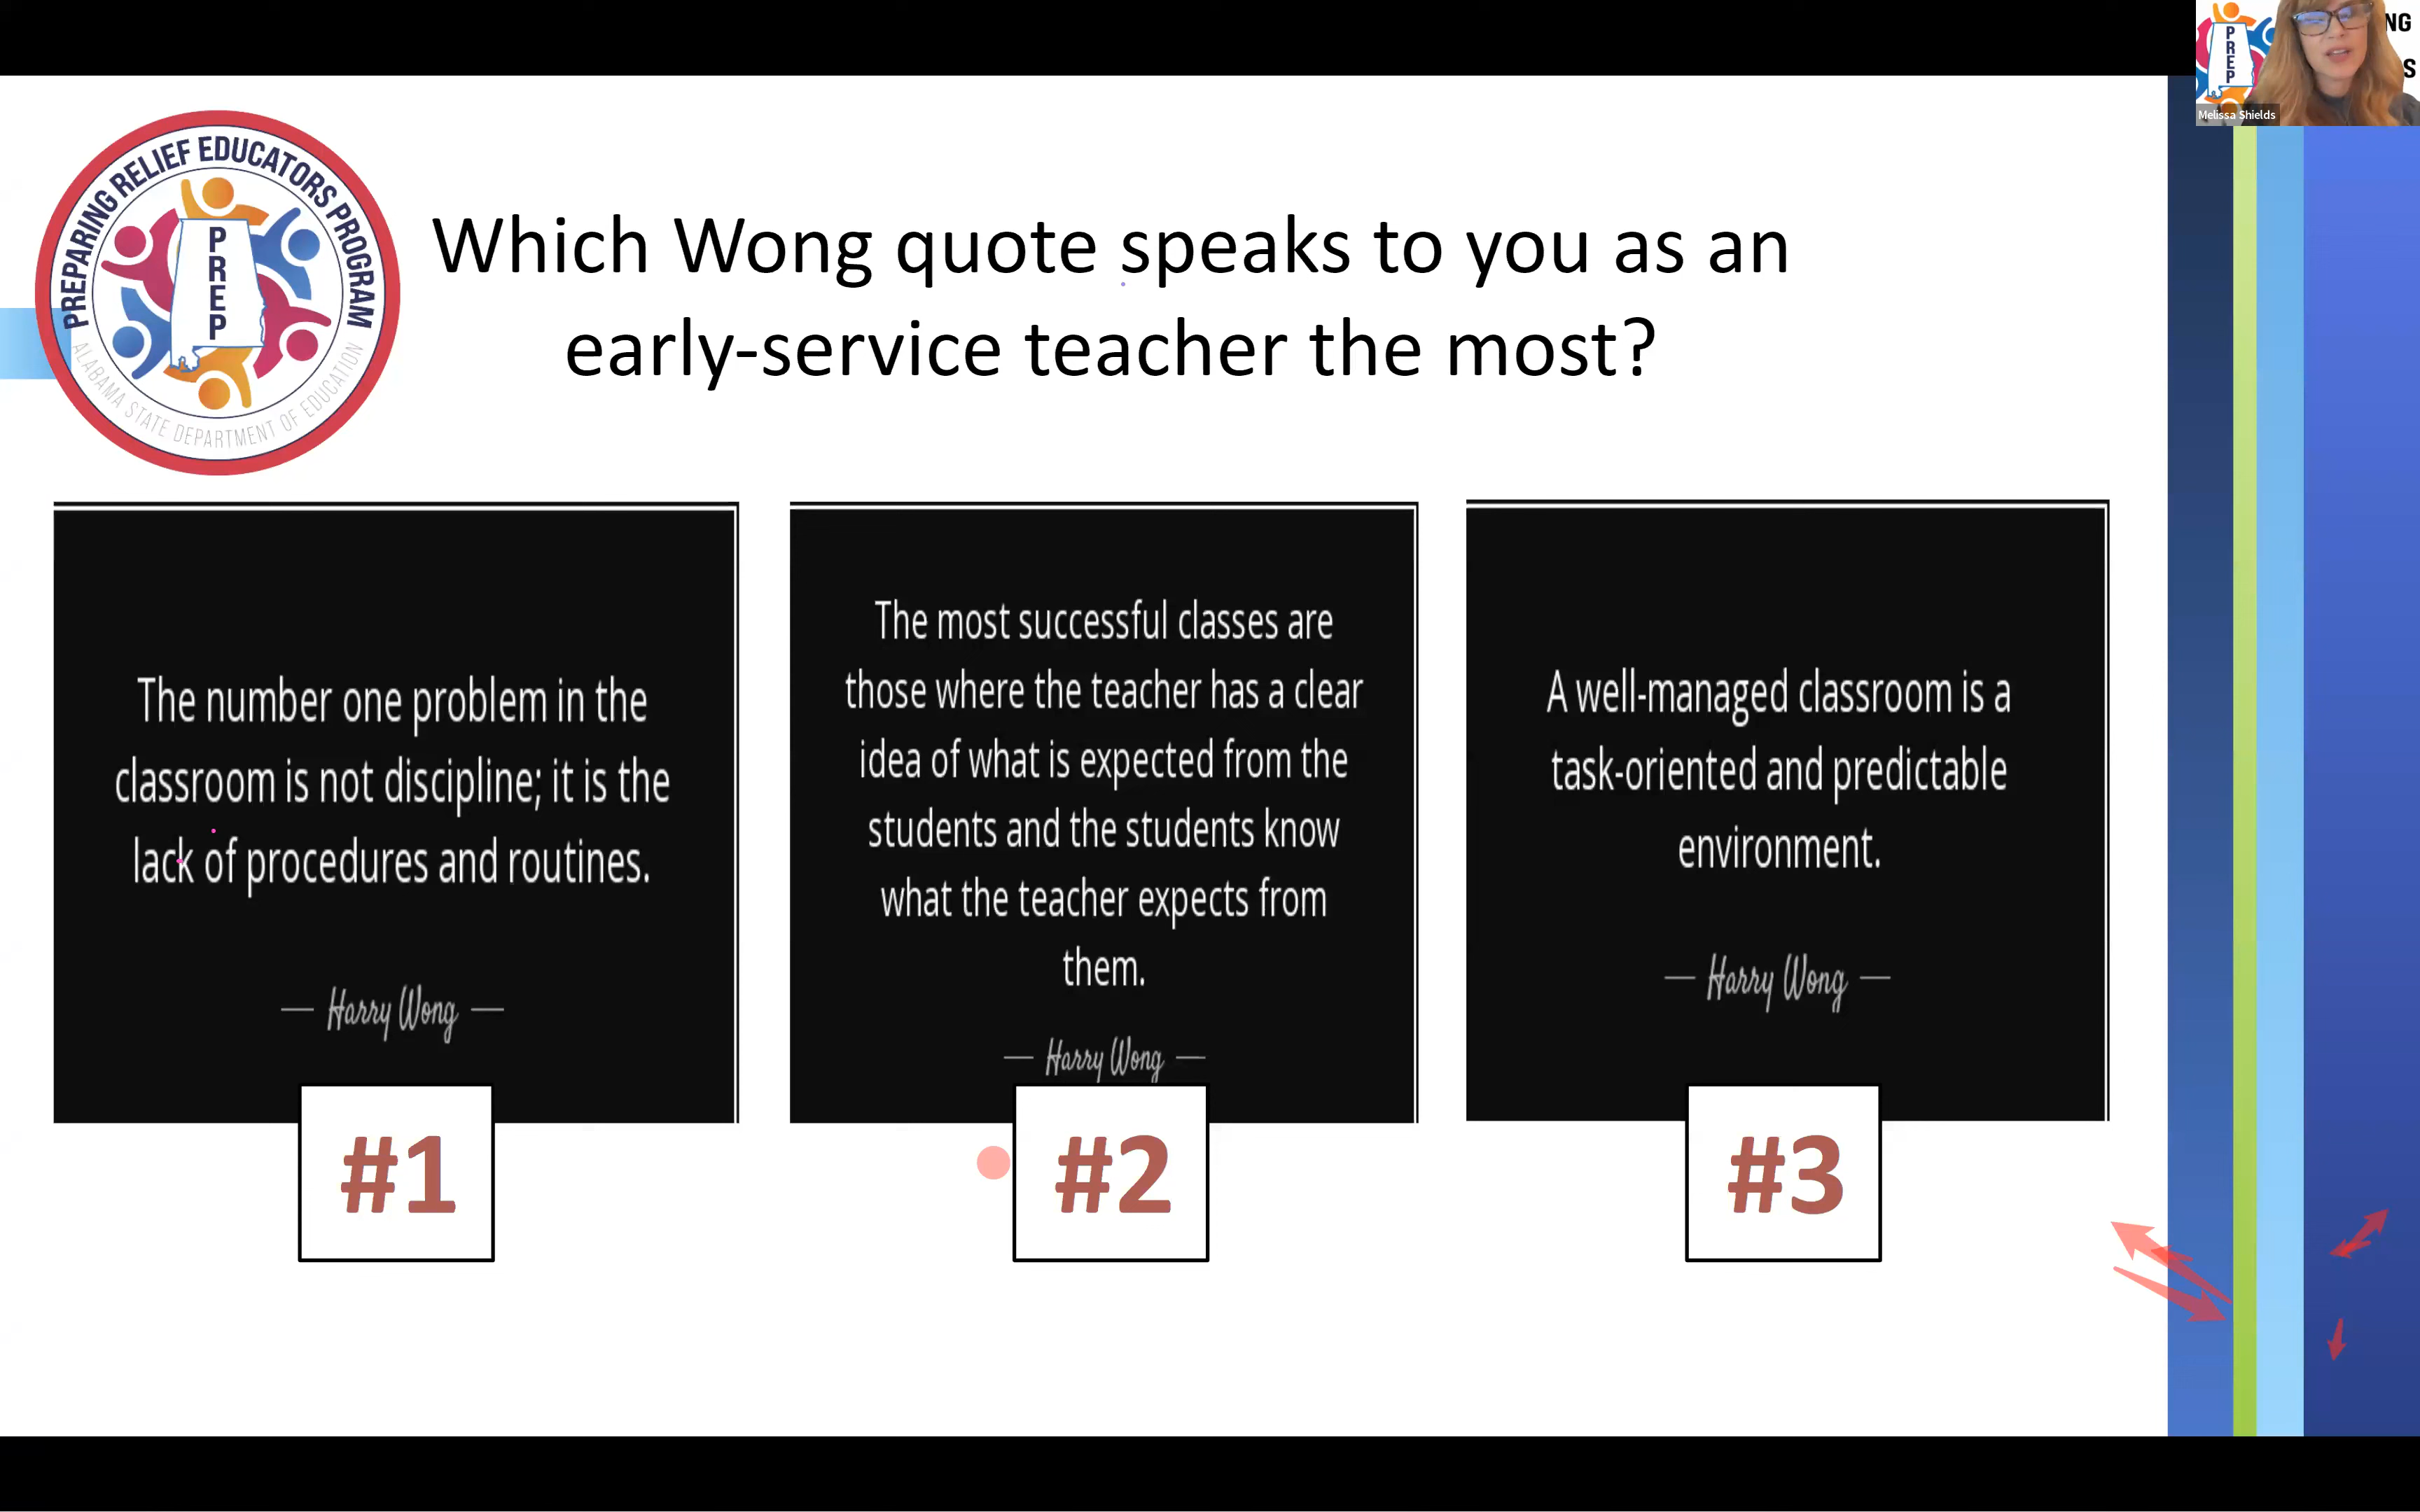 NG
S
PREP
Melissa Shields
PREPARING RELIEF EDUCATORS PROGRAM
PREP
ALABAMA STATE DEPARTMENT OF EDUCATION
Which Wong quote speaks to you as an
early-service teacher the most?
The number one problem in the
classroom is not discipline; it is the
lack of procedures and routines.
— Harry Wong —
#1
The most successful classes are
those where the teacher has a clear
idea of what is expected from the
students and the students know
what the teacher expects from
them.
— Harry Wong —
#2
A well-managed classroom is a
task-oriented and predictable
environment.
— Harry Wong —
#3